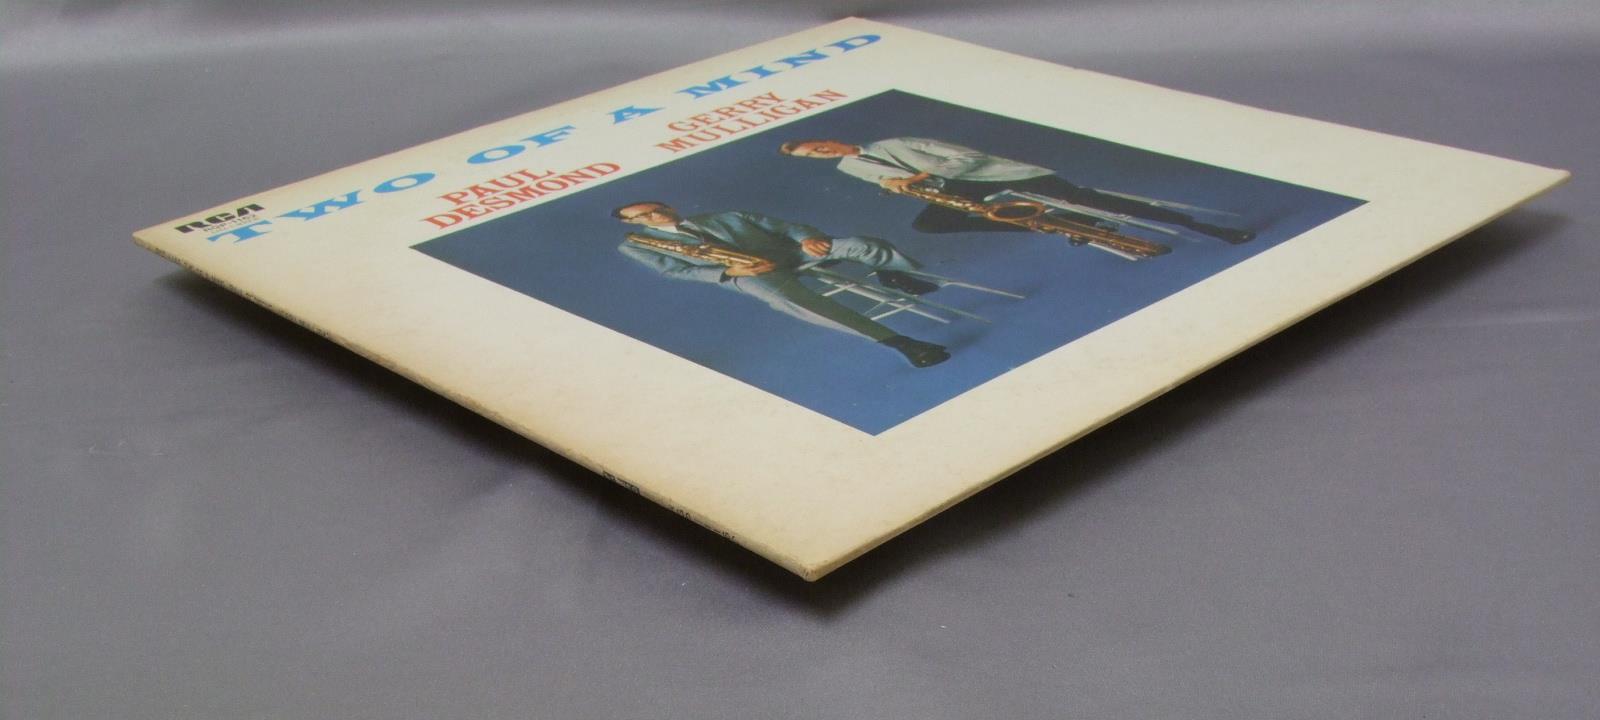 TWO OF A MIND
RCA
PAUL
DESMOND
GERRY
MULLIGAN